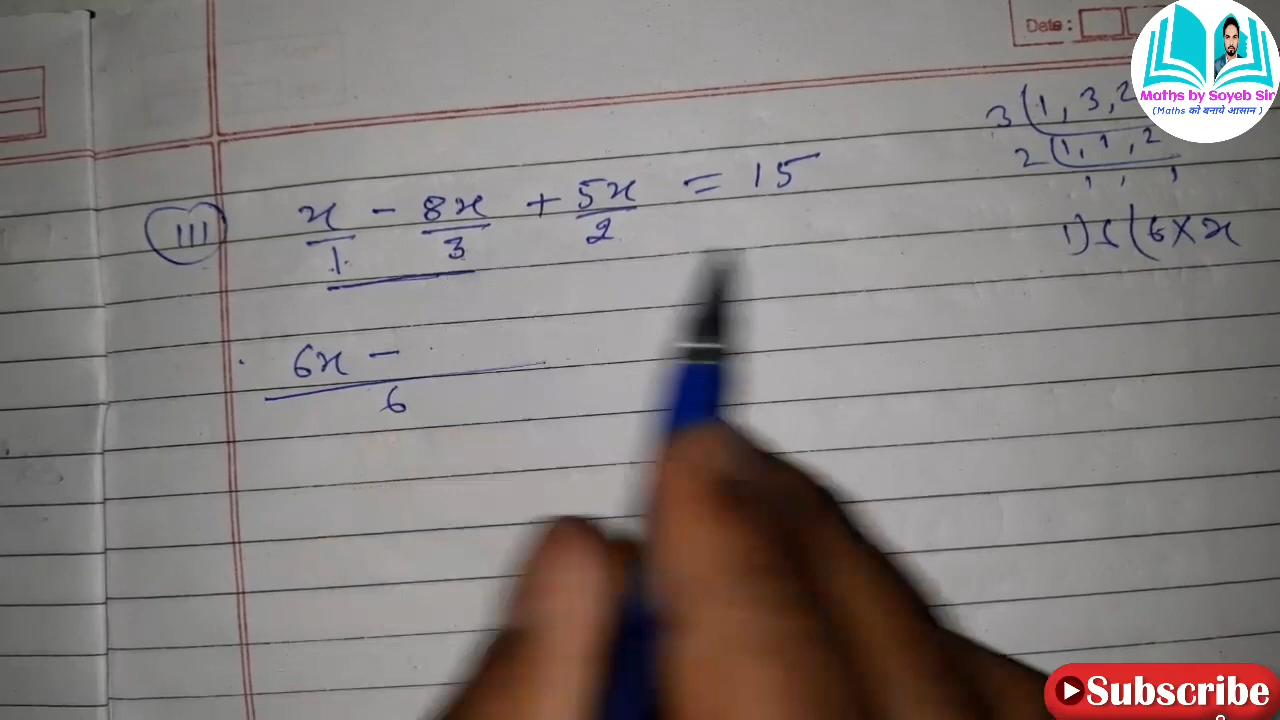 Date :
Maths by Soyeb Sir
(Maths को बनाये आसान )
3 ( 1 , 3 , 2
2 ( 1 , 1 , 2
1 , 1 , 1
1) 6 ( 6 × x
III x/1 - 8x/3 + 5x/2 = 15
6x - / 6
Subscribe